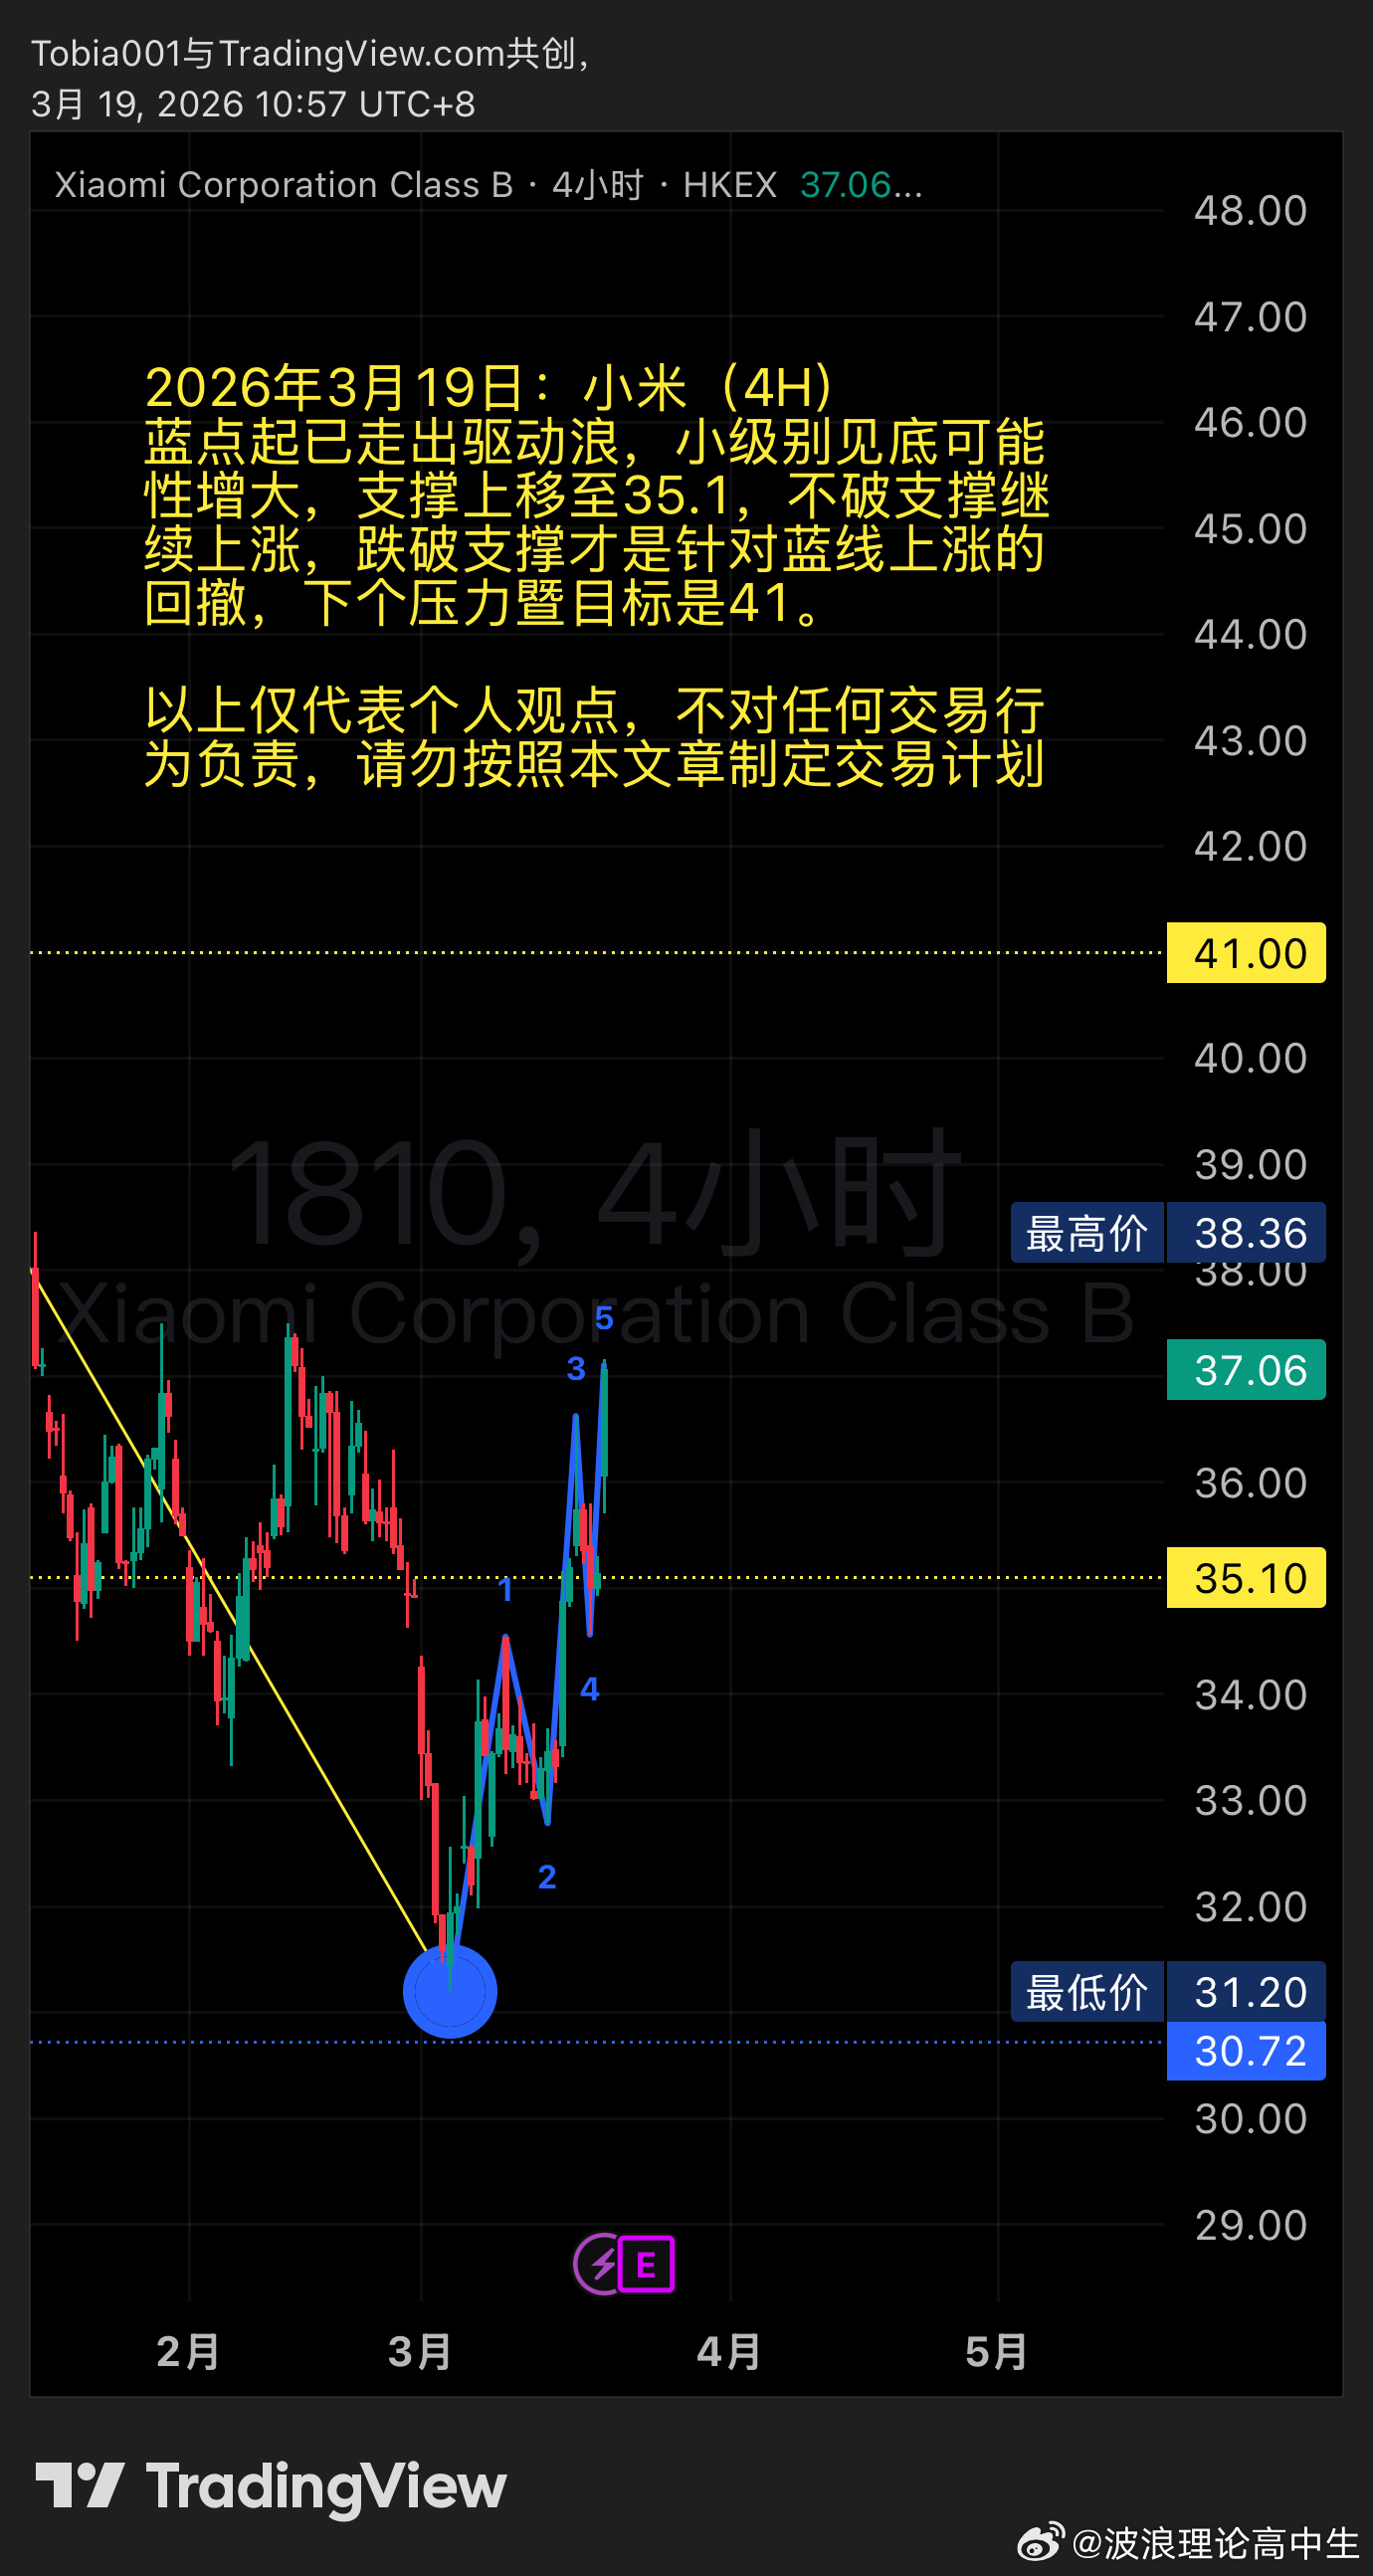 Tobia001与TradingView.com共创,
3月 19, 2026 10:57 UTC+8
Xiaomi Corporation Class B · 4小时 · HKEX 37.06...
48.00
47.00
2026年3月19日：小米（4H）
蓝点起已走出驱动浪，小级别见底可能
性增大，支撑上移至35.1，不破支撑继
续上涨，跌破支撑才是针对蓝线上涨的
回撤，下个压力暨目标是41。
以上仅代表个人观点，不对任何交易行
为负责，请勿按照本文章制定交易计划
46.00
45.00
44.00
43.00
42.00
41.00
40.00
39.00
1810, 4小时
Xiaomi Corporation Class B
最高价 38.36
38.00
5
3
37.06
36.00
35.10
1
4
34.00
33.00
2
32.00
最低价 31.20
30.72
30.00
29.00
E
2月 3月 4月 5月
TradingView
@波浪理论高中生